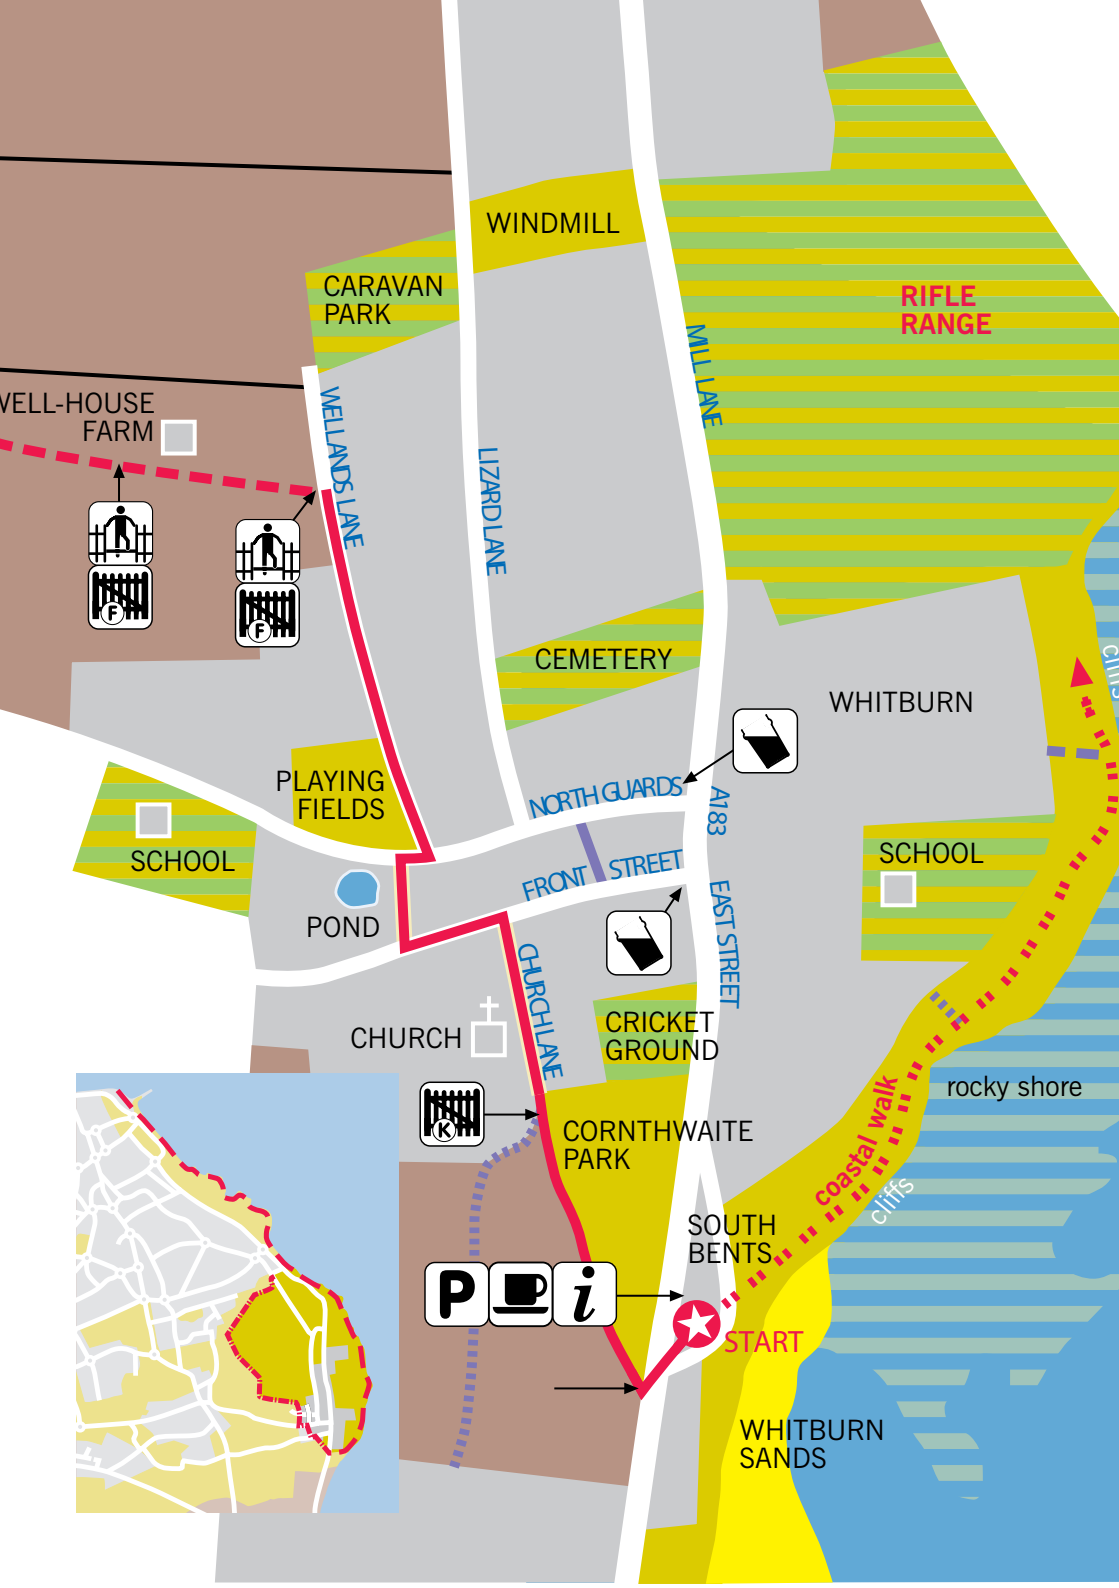 WINDMILL
CARAVAN
PARK
RIFLE
RANGE
MILL LANE
WELL-HOUSE
FARM
WELLANDS LANE
LIZARD LANE
F
F
CEMETERY
cliffs
WHITBURN
PLAYING
FIELDS
NORTH GUARDS
A183
SCHOOL
SCHOOL
FRONT STREET
POND
EAST STREET
CHURCH LANE
CHURCH
CRICKET
GROUND
K
rocky shore
CORNTHWAITE
PARK
coastal walk
cliffs
SOUTH
BENTS
P
i
START
WHITBURN
SANDS